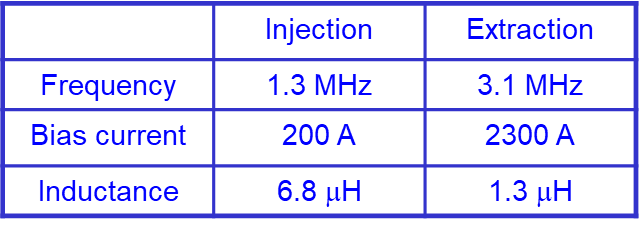 Injection Extraction
Frequency 1.3 MHz 3.1 MHz
Bias current 200 A 2300 A
Inductance 6.8 μH 1.3 μH